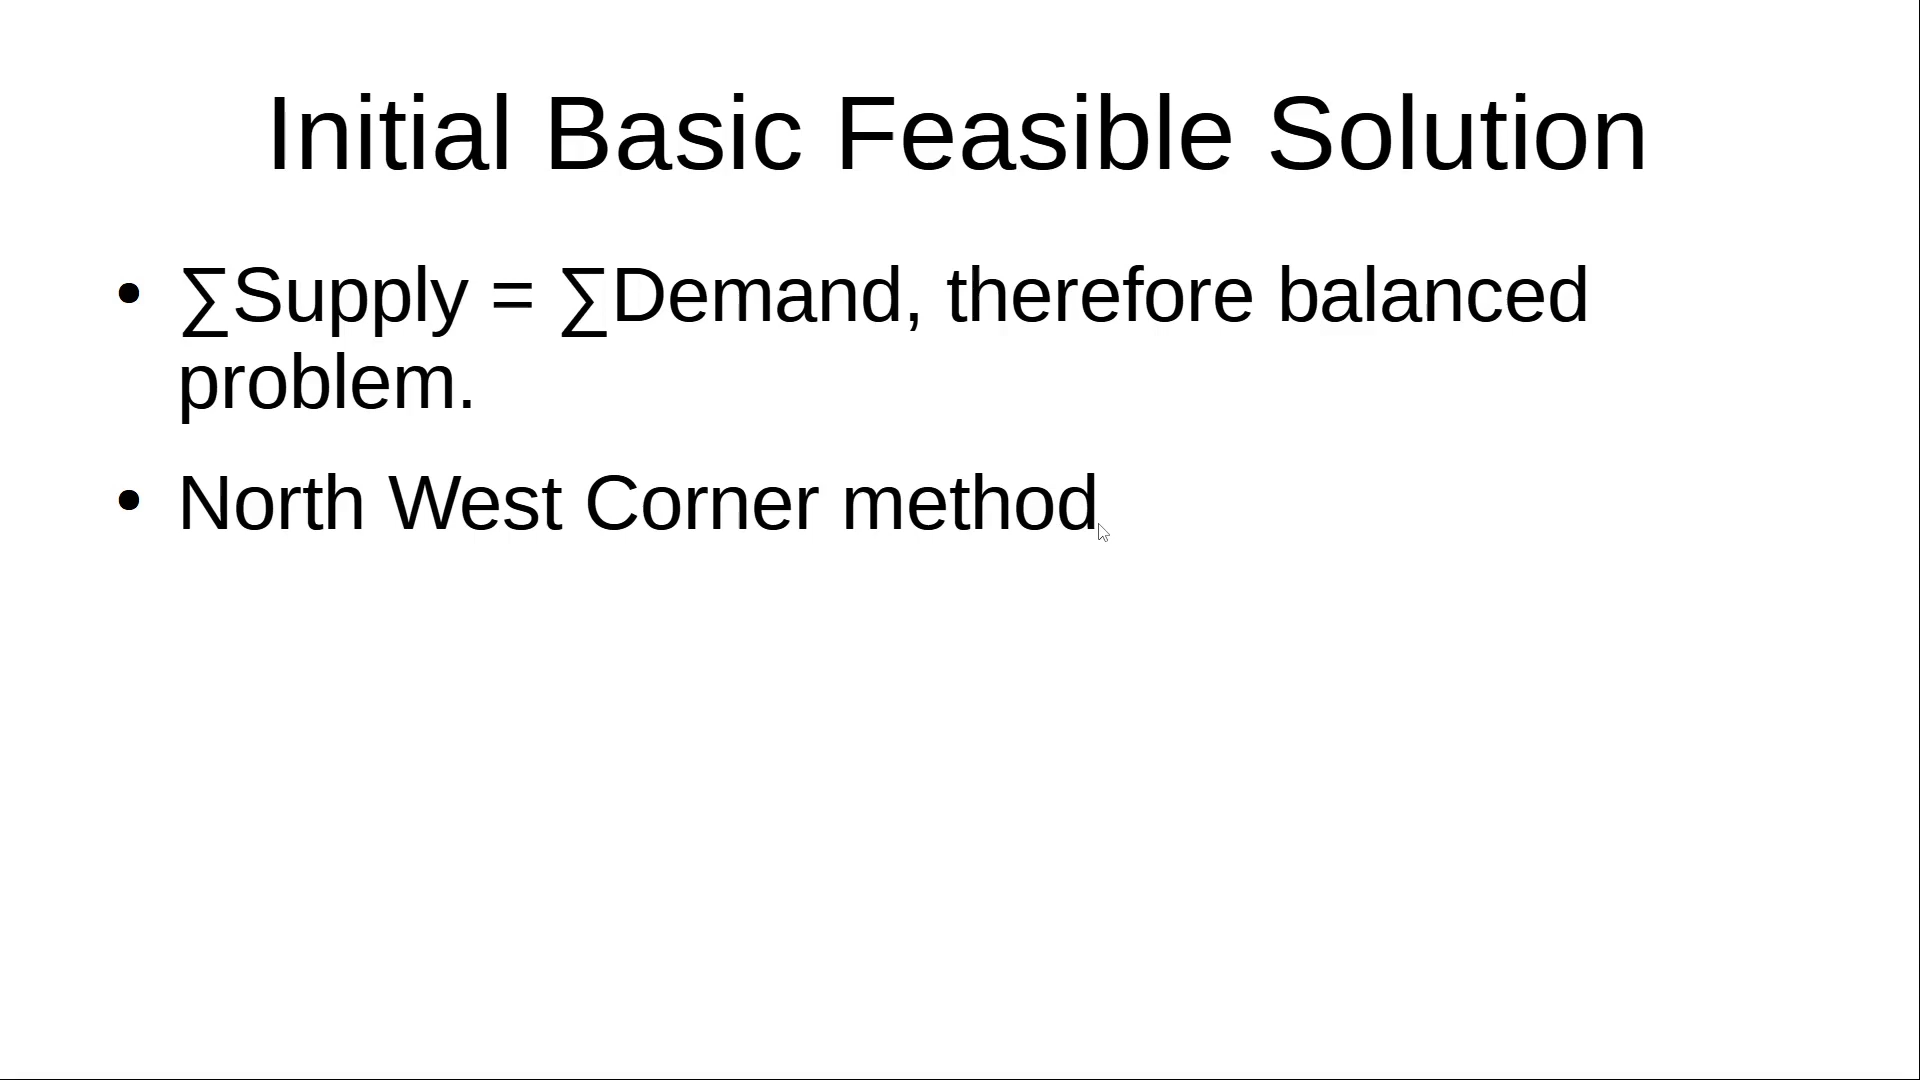 Initial Basic Feasible Solution
• ∑Supply = ∑Demand, therefore balanced
problem.
• North West Corner method